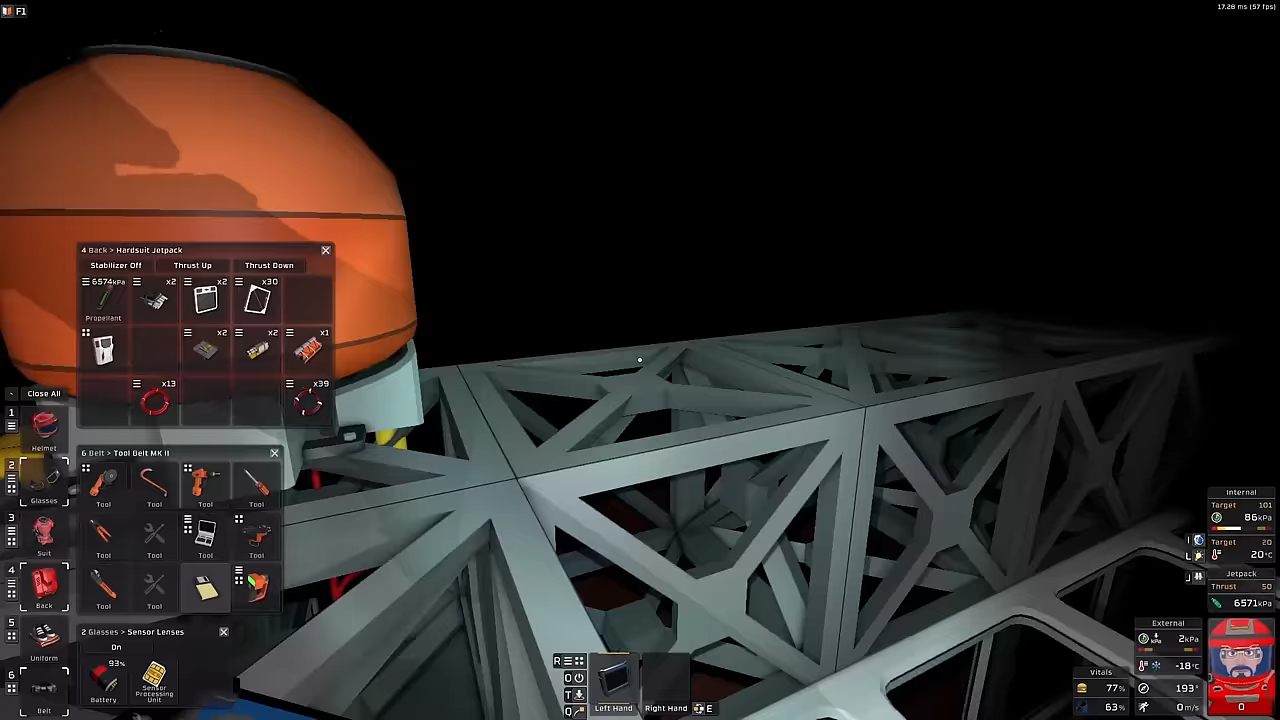 F1
17.28 ms (57 fps)
4 Back > Hardsuit Jetpack
Stabilizer Off
Thrust Up
Thrust Down
6574kPa
x2
x2
x30
Propellant
x2
x2
x1
x13
x39
Close All
1
Helmet
2
Glasses
3
Suit
4
Back
5
Uniform
6
Belt
6 Belt > Tool Belt MK II
Tool
Tool
Tool
Tool
Tool
Tool
Tool
Tool
Tool
Tool
2 Glasses > Sensor Lenses
On
93%
Battery
Sensor
Processing
Unit
R
O
T
Q
Left Hand
Right Hand
E
Internal
Target 101
86kPa
Target 20
20°C
I
L
J
Jetpack
Thrust 50
6571kPa
External
2kPa
-18°C
193°
0m/s
Vitals
77%
63%
0